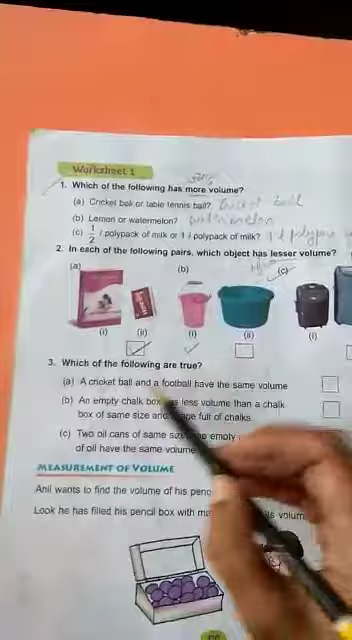 Worksheet 1
1. Which of the following has more volume?
(a) Cricket ball or table tennis ball? Cricket ball
(b) Lemon or watermelon? watermelon
(c) 1/2 l polypack of milk or 1 l polypack of milk? 1 l polypack
2. In each of the following pairs, which object has lesser volume?
(a) (b) (c)
(i) (ii) (i) (ii) (i)
3. Which of the following are true?
(a) A cricket ball and a football have the same volume
(b) An empty chalk box has less volume than a chalk
box of same size and shape full of chalks.
(c) Two oil cans of same size, one empty
of oil have the same volume
MEASUREMENT OF VOLUME
Anil wants to find the volume of his penc
Look he has filled his pencil box with ma its volum